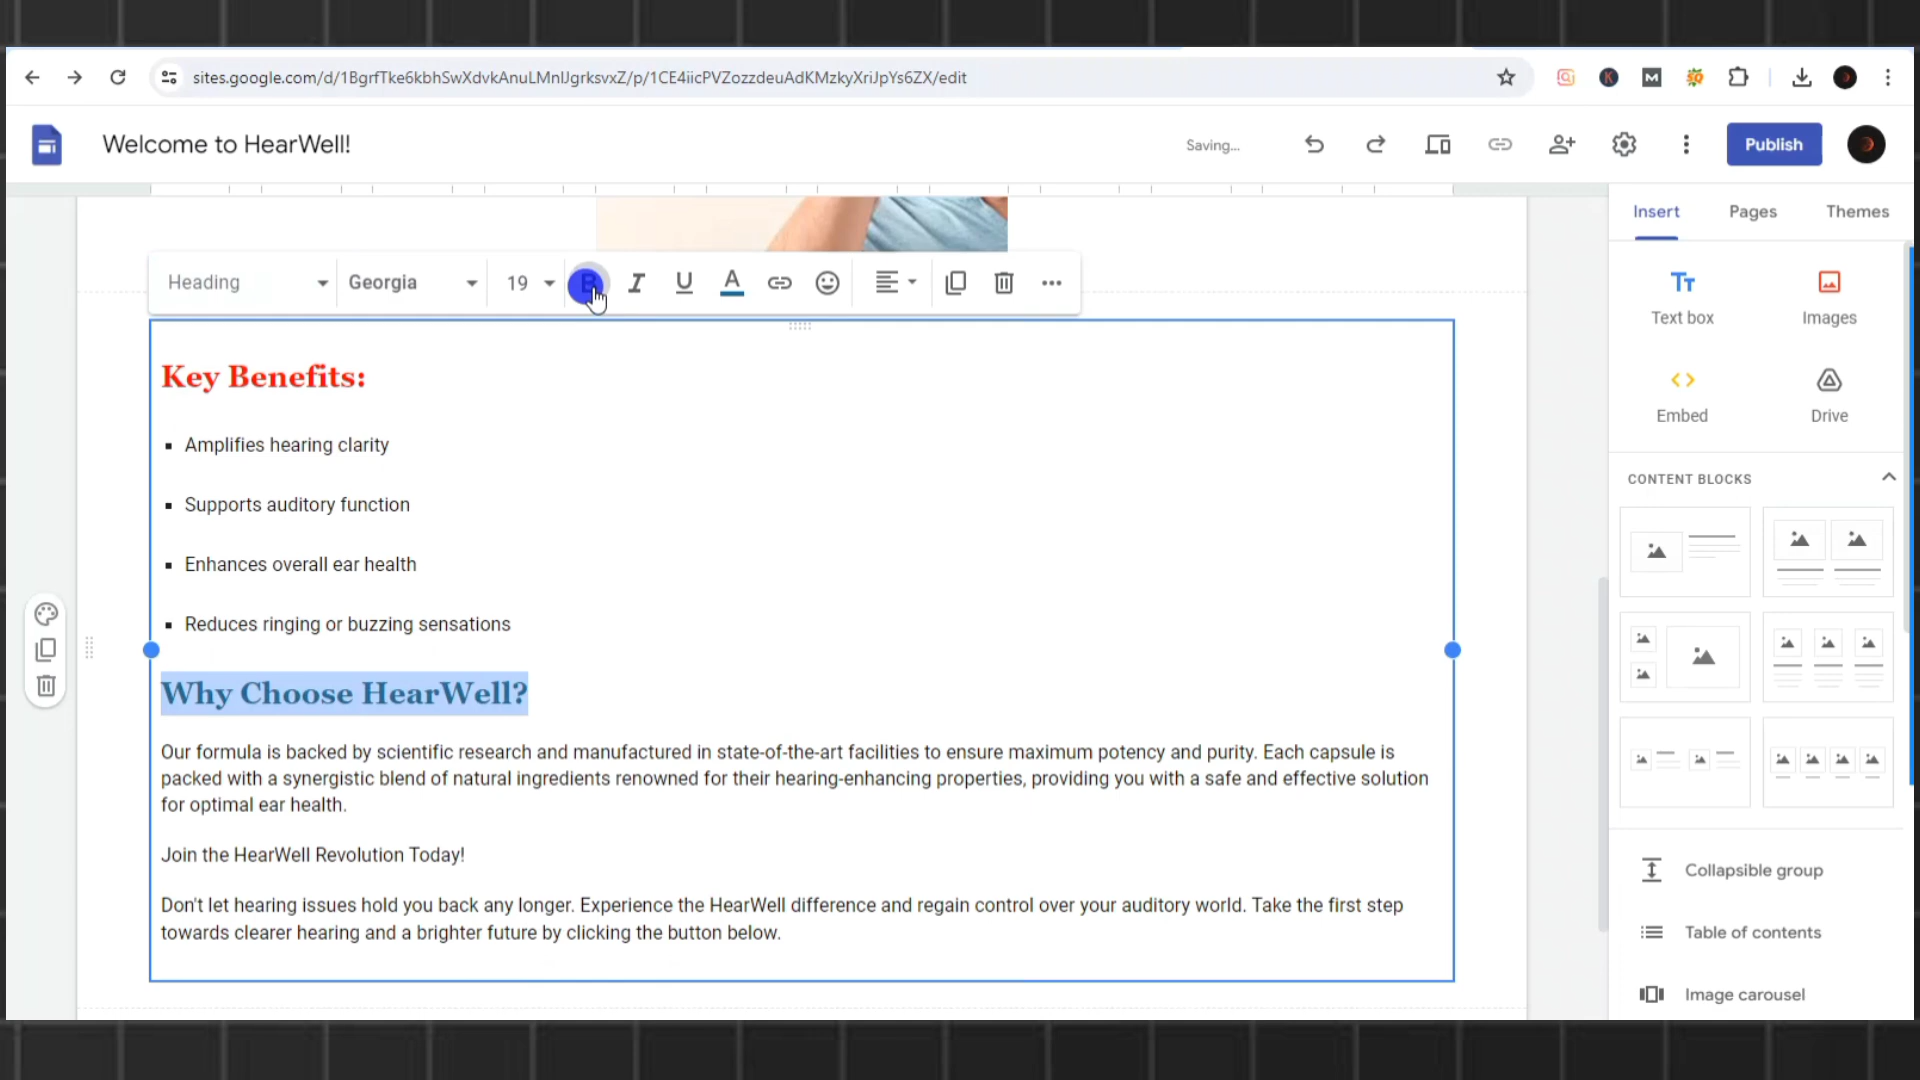 sites.google.com/d/1BgrfTke6kbhSwXdvkAnuLMnlJgrksvxZ/p/1CE4iicPVZozzdeuAdKMzkyXriJpYs6ZX/edit
Welcome to HearWell!
Saving...
Publish
Insert
Pages
Themes
Heading
Georgia
19
B
I
U
A
Tt
Text box
Images
Embed
Drive
CONTENT BLOCKS
Key Benefits:
▪ Amplifies hearing clarity
▪ Supports auditory function
▪ Enhances overall ear health
▪ Reduces ringing or buzzing sensations
Why Choose HearWell?
Our formula is backed by scientific research and manufactured in state-of-the-art facilities to ensure maximum potency and purity. Each capsule is
packed with a synergistic blend of natural ingredients renowned for their hearing-enhancing properties, providing you with a safe and effective solution
for optimal ear health.
Join the HearWell Revolution Today!
Don't let hearing issues hold you back any longer. Experience the HearWell difference and regain control over your auditory world. Take the first step
towards clearer hearing and a brighter future by clicking the button below.
Collapsible group
Table of contents
Image carousel